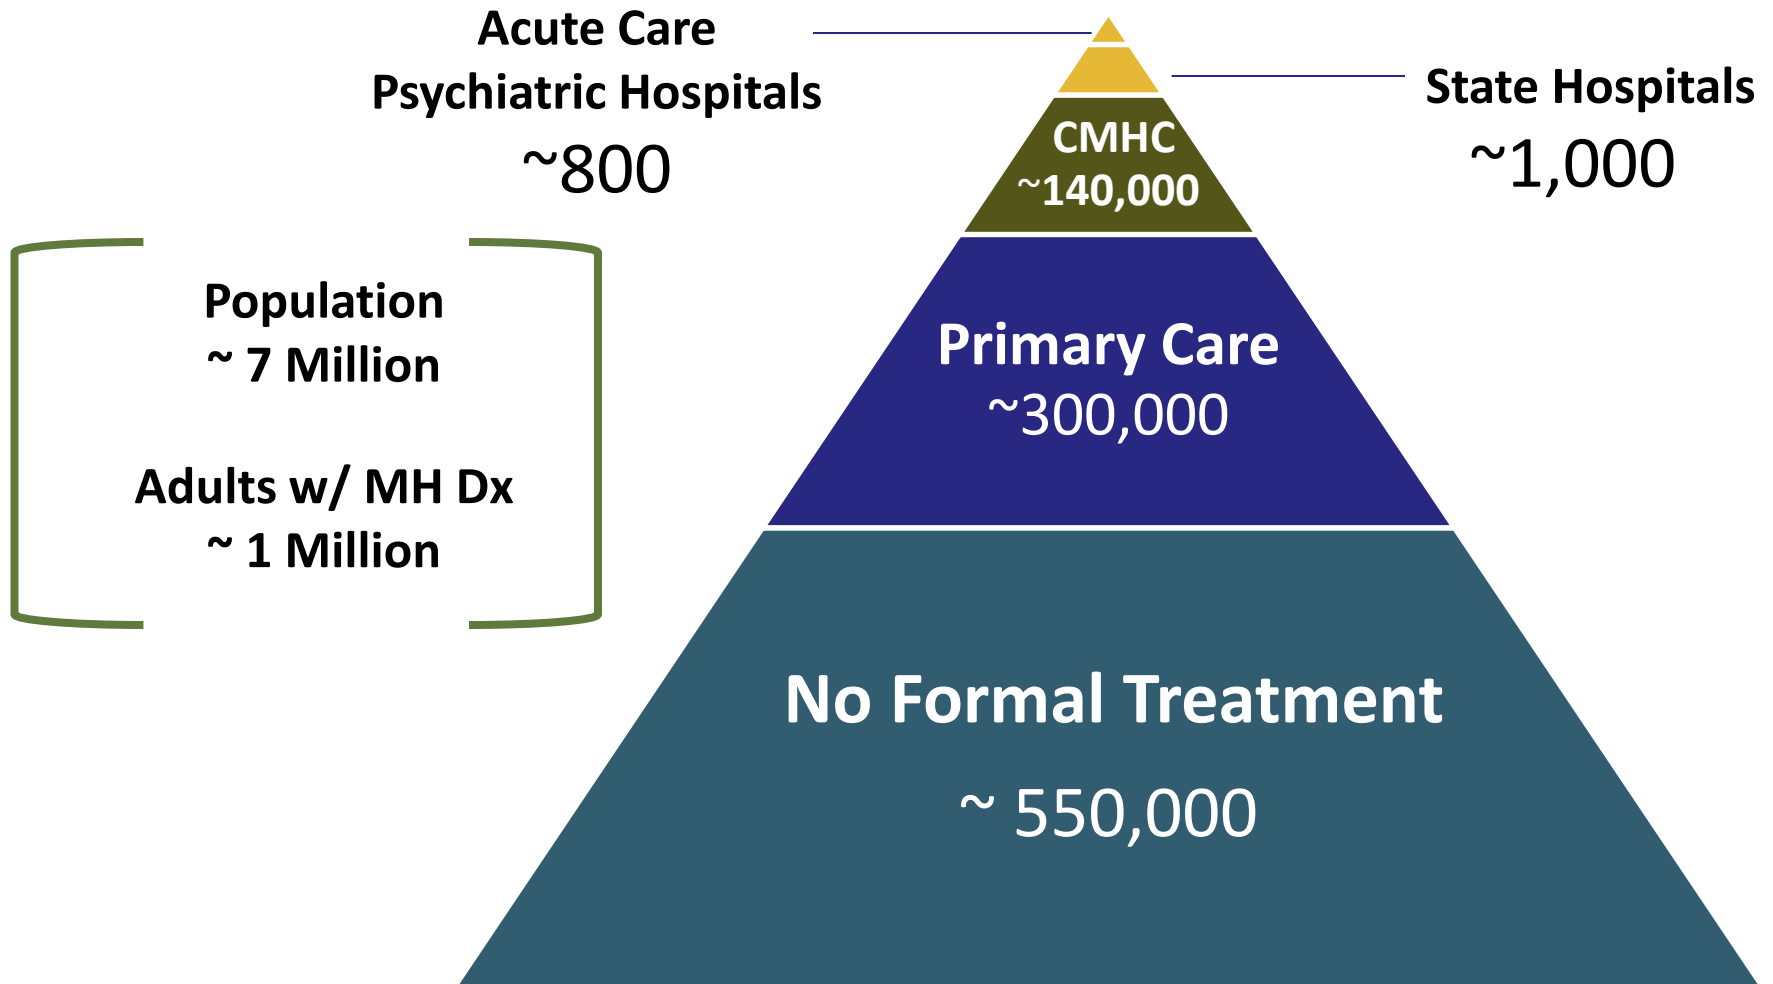 Acute Care
Psychiatric Hospitals
~800
State Hospitals
~1,000
CMHC
~140,000
Population
~ 7 Million
Adults w/ MH Dx
~ 1 Million
Primary Care
~300,000
No Formal Treatment
~ 550,000